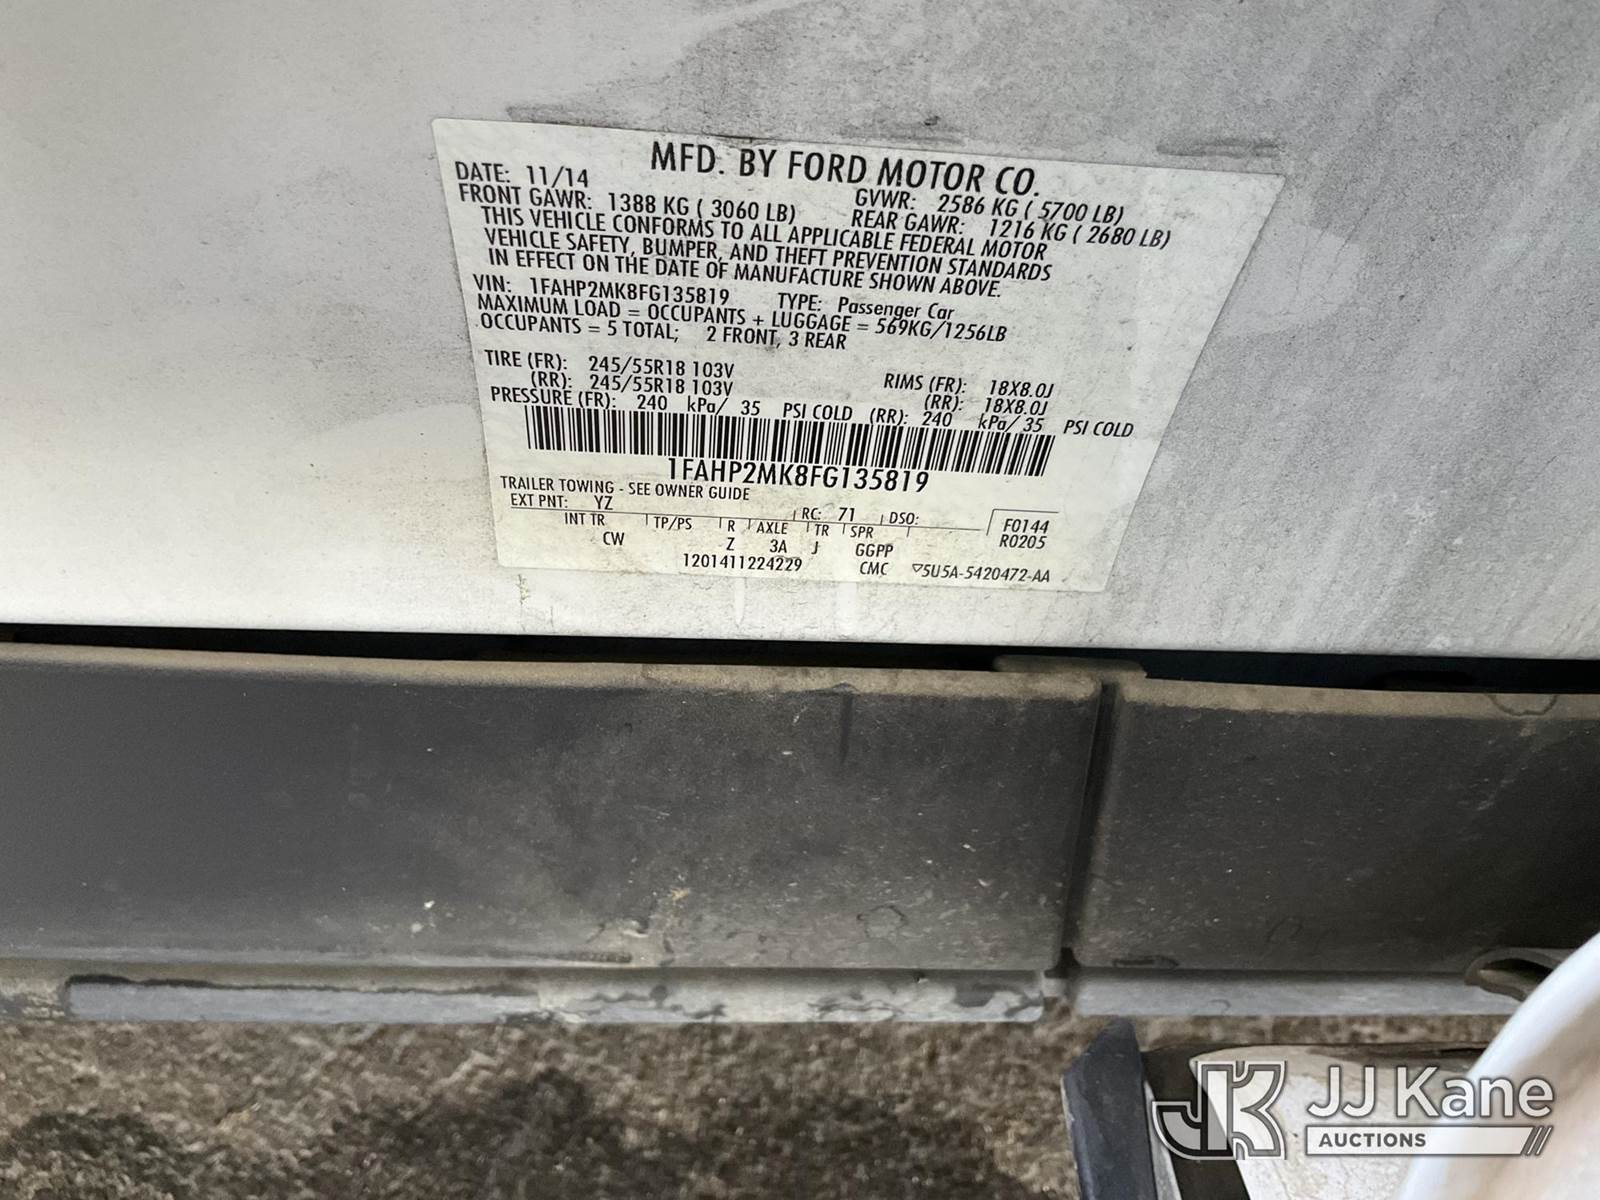 MFD. BY FORD MOTOR CO.
DATE: 11/14 GVWR: 2586 KG ( 5700 LB)
FRONT GAWR: 1388 KG ( 3060 LB) REAR GAWR: 1216 KG ( 2680 LB)
THIS VEHICLE CONFORMS TO ALL APPLICABLE FEDERAL MOTOR
VEHICLE SAFETY, BUMPER, AND THEFT PREVENTION STANDARDS
IN EFFECT ON THE DATE OF MANUFACTURE SHOWN ABOVE.
VIN: 1FAHP2MK8FG135819 TYPE: Passenger Car
MAXIMUM LOAD = OCCUPANTS + LUGGAGE = 569KG/1256LB
OCCUPANTS = 5 TOTAL; 2 FRONT, 3 REAR
TIRE (FR): 245/55R18 103V RIMS (FR): 18X8.0J
(RR): 245/55R18 103V (RR): 18X8.0J
PRESSURE (FR): 240 kPa/ 35 PSI COLD (RR): 240 kPa/ 35 PSI COLD
1FAHP2MK8FG135819
TRAILER TOWING - SEE OWNER GUIDE
EXT PNT: YZ RC: 71 DSO: F0144
INT TR TP/PS R AXLE TR SPR R0205
CW Z 3A J GGPP
1201411224229 CMC ▽5U5A-5420472-AA
JK JJ Kane
AUCTIONS